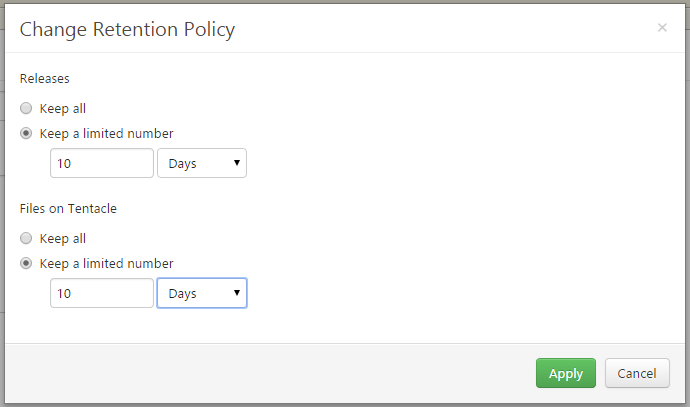 Change Retention Policy
Releases
Keep all
Keep a limited number
10 Days
Files on Tentacle
Keep all
Keep a limited number
10 Days
Apply Cancel